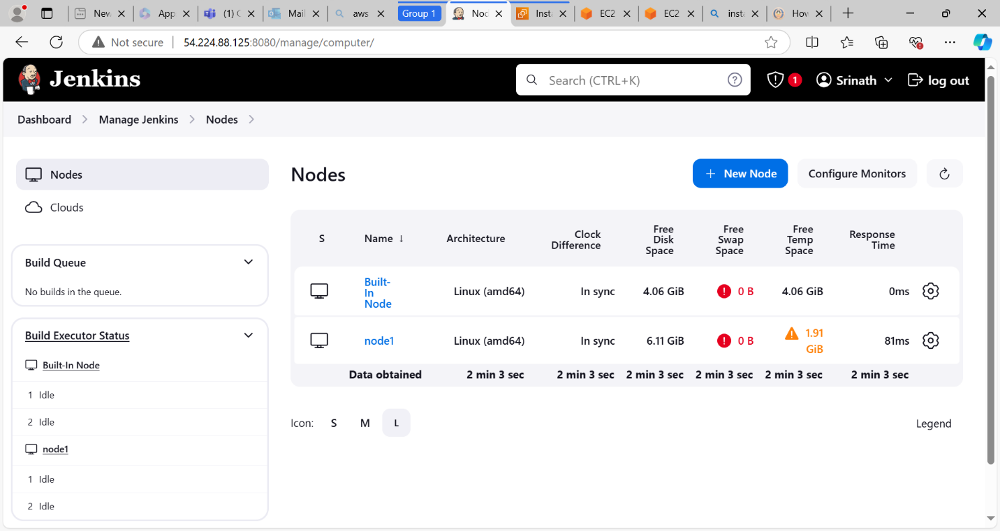 New
App
(1) C
Mail
aws
Group 1
Noc
Inst
EC2
EC2
inst
How
Not secure
54.224.88.125:8080/manage/computer/
Jenkins
Search (CTRL+K)
?
1
Srinath
log out
Dashboard
Manage Jenkins
Nodes
Nodes
Clouds
Build Queue
No builds in the queue.
Build Executor Status
Built-In Node
1 Idle
2 Idle
node1
1 Idle
2 Idle
Nodes
+ New Node
Configure Monitors
S
Name ↓
Architecture
Clock
Difference
Free
Disk
Space
Free
Swap
Space
Free
Temp
Space
Response
Time
Built-
In
Node
Linux (amd64)
In sync
4.06 GiB
0 B
4.06 GiB
0ms
node1
Linux (amd64)
In sync
6.11 GiB
0 B
1.91
GiB
81ms
Data obtained 2 min 3 sec 2 min 3 sec 2 min 3 sec 2 min 3 sec 2 min 3 sec 2 min 3 sec
Icon: S M L
Legend